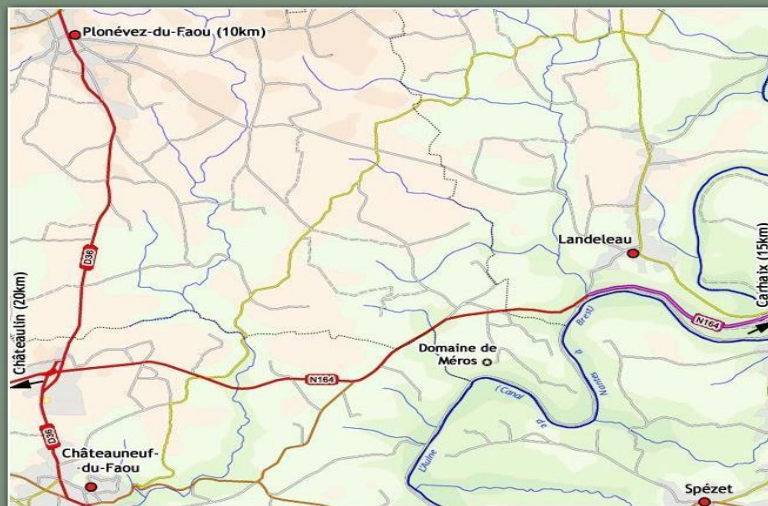 Plonévez-du-Faou (10km)
Landeleau
D36
Châteaulin (20km)
Carhaix (15km)
Brest
N164
Domaine de
Méros
à
Nantes
N164
(Canal
de
D36
Châteauneuf-
du-Faou
L'Aulne
Spézet